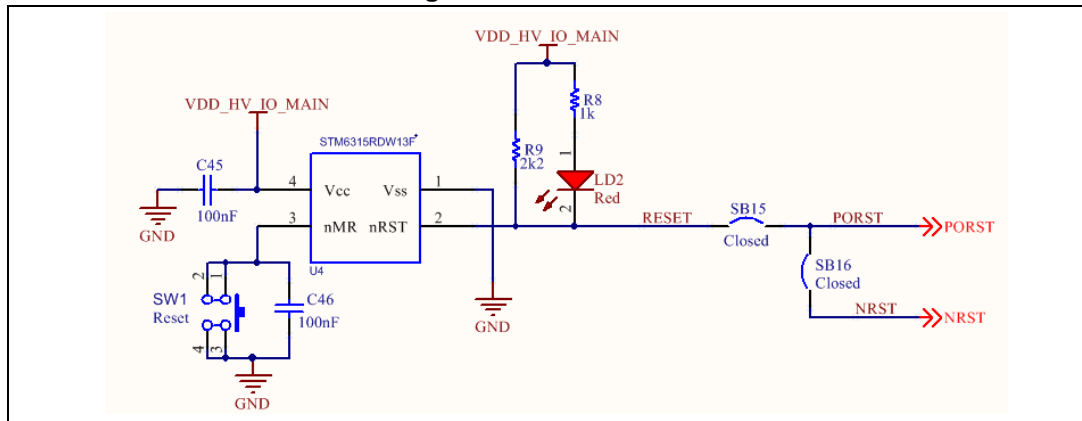 VDD_HV_IO_MAIN
R8
1k
VDD_HV_IO_MAIN
STM6315RDW13F*
R9
2k2
C45
1
LD2
Red
4
Vcc
Vss
1
100nF
2
GND
3
nMR
nRST
2
RESET
SB15
PORST
PORST
Closed
U4
SB16
Closed
2
1
SW1
Reset
C46
100nF
GND
NRST
NRST
4
3
GND